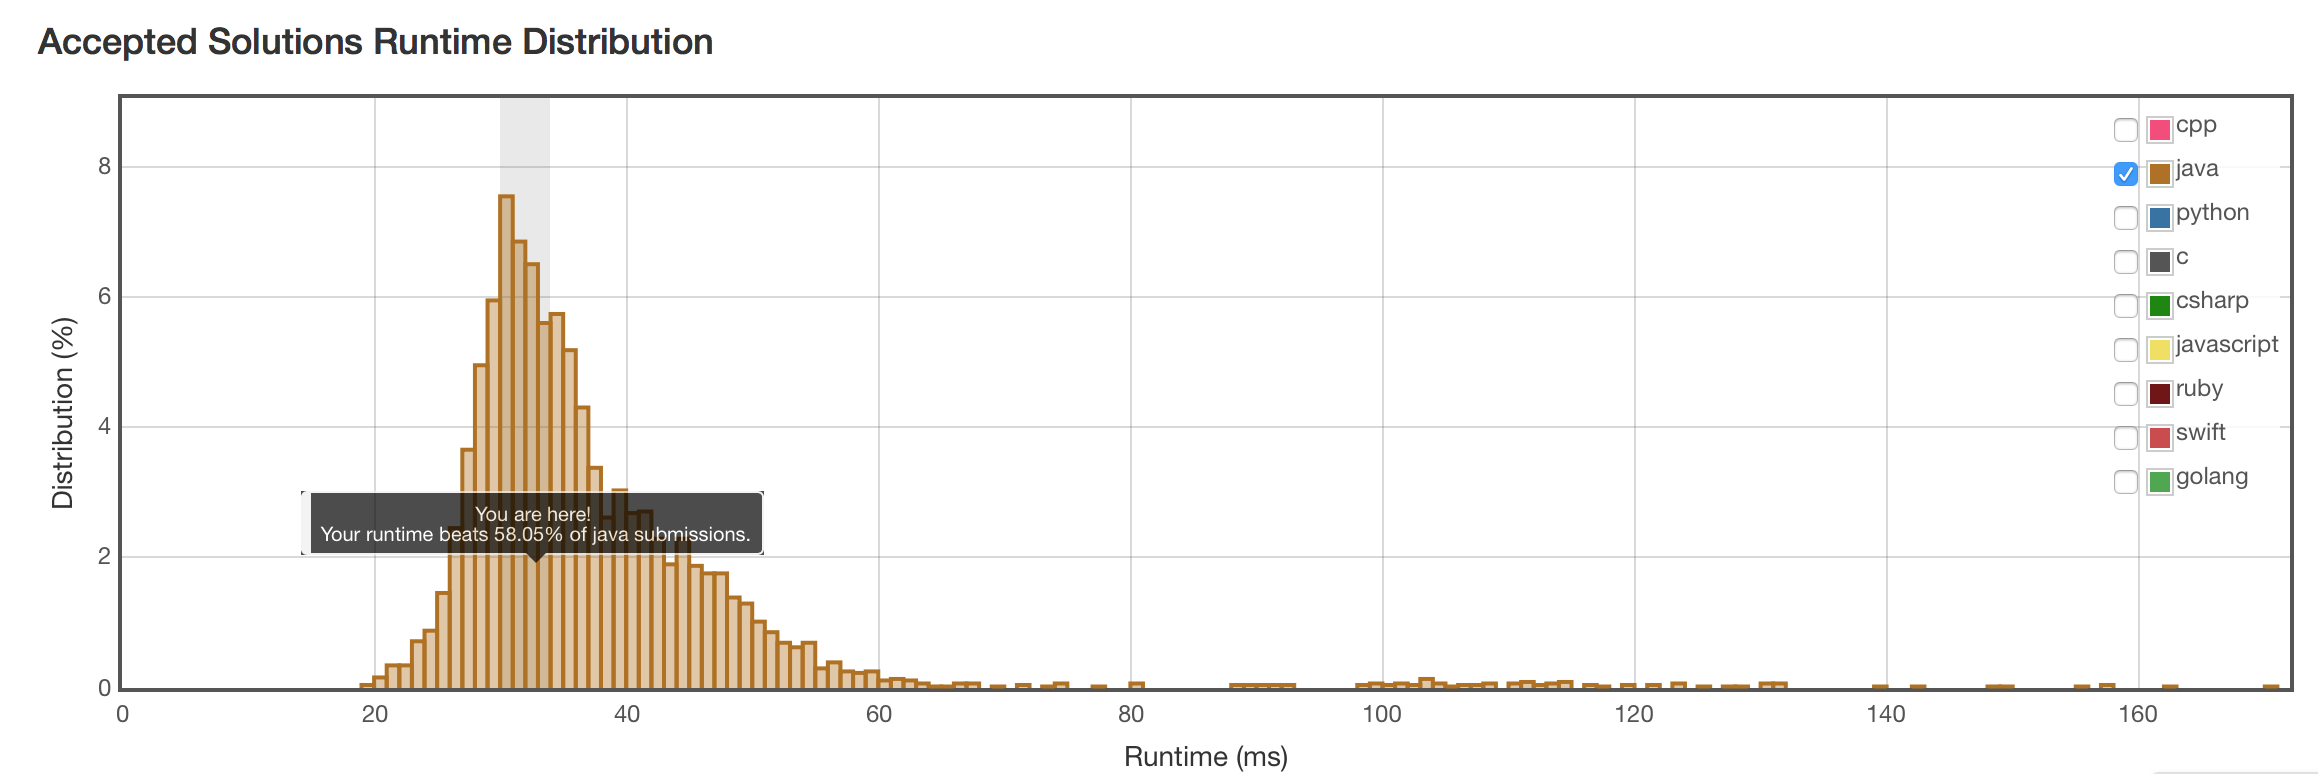 Accepted Solutions Runtime Distribution
cpp
java
python
c
csharp
javascript
ruby
swift
golang
8
6
4
2
0
Distribution (%)
You are here!
Your runtime beats 58.05% of java submissions.
0 20 40 60 80 100 120 140 160
Runtime (ms)